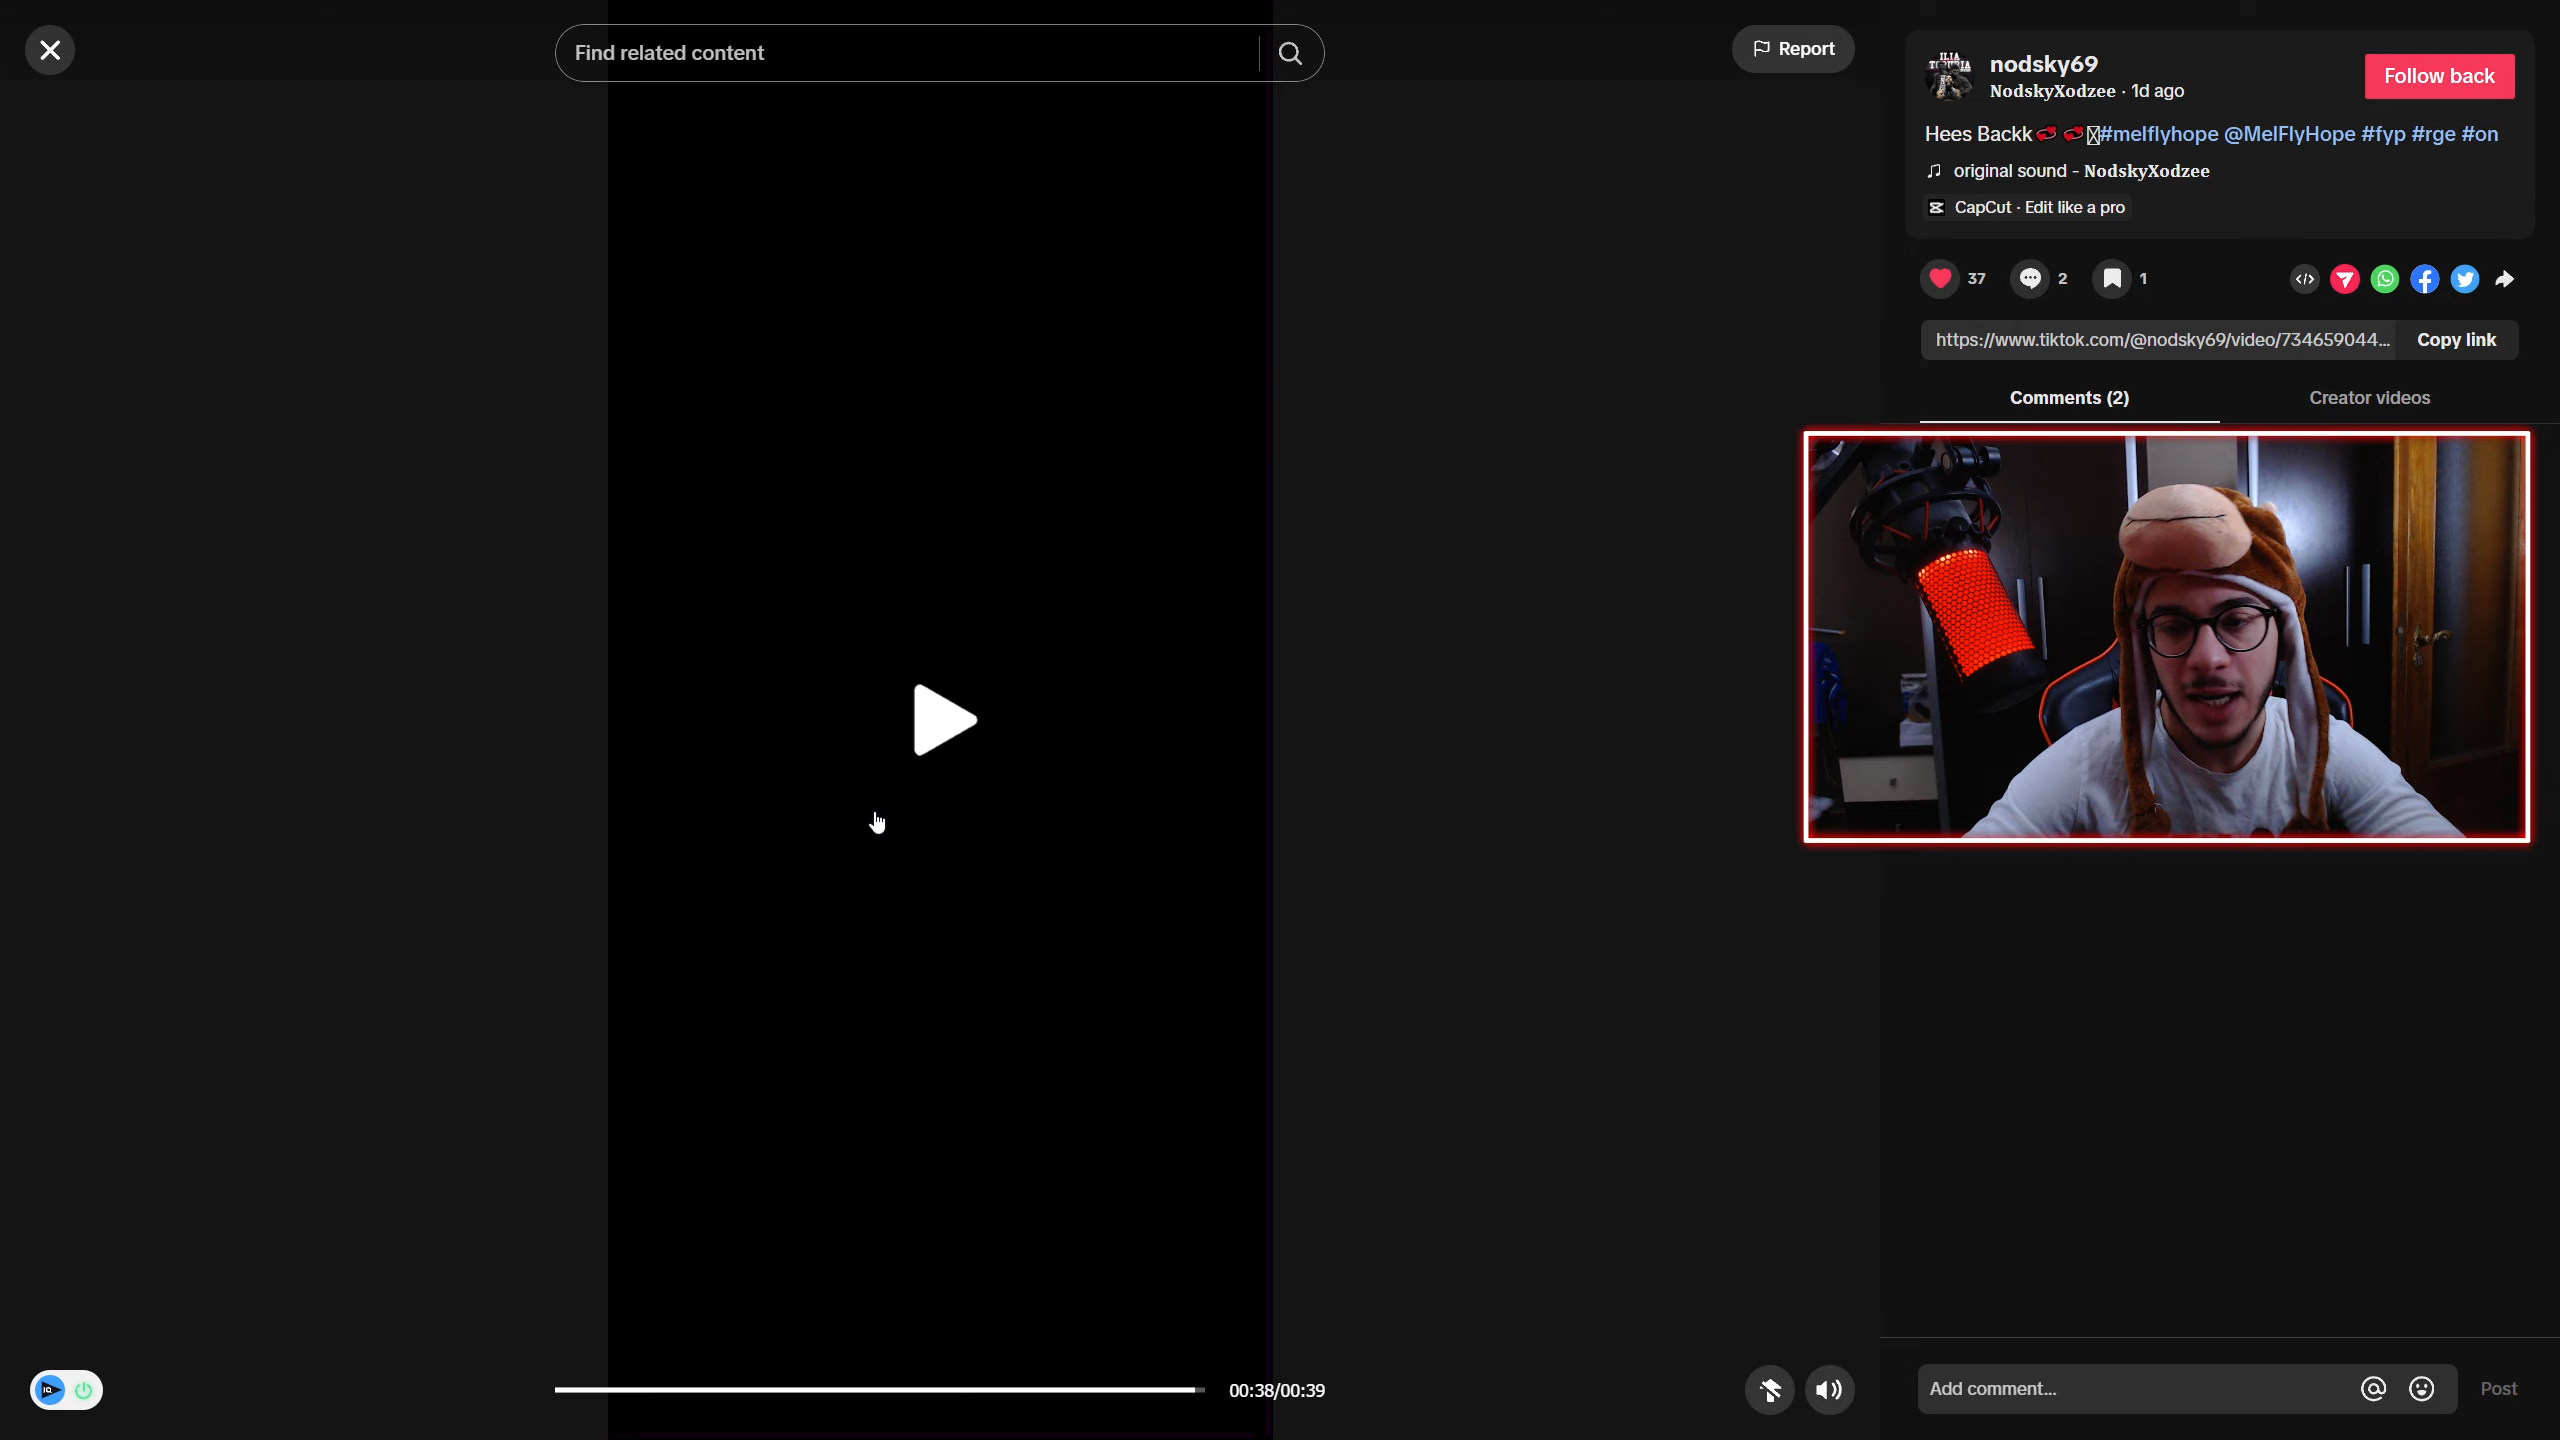 Find related content
Report
ILIA
TOPURIA
nodsky69
NodskyXodzee · 1d ago
Follow back
Hees Backk💞💞#melflyhope @MelFlyHope #fyp #rge #on
original sound - NodskyXodzee
CapCut · Edit like a pro
37
2
1
https://www.tiktok.com/@nodsky69/video/734659044...
Copy link
Comments (2)
Creator videos
00:38/00:39
Add comment...
Post